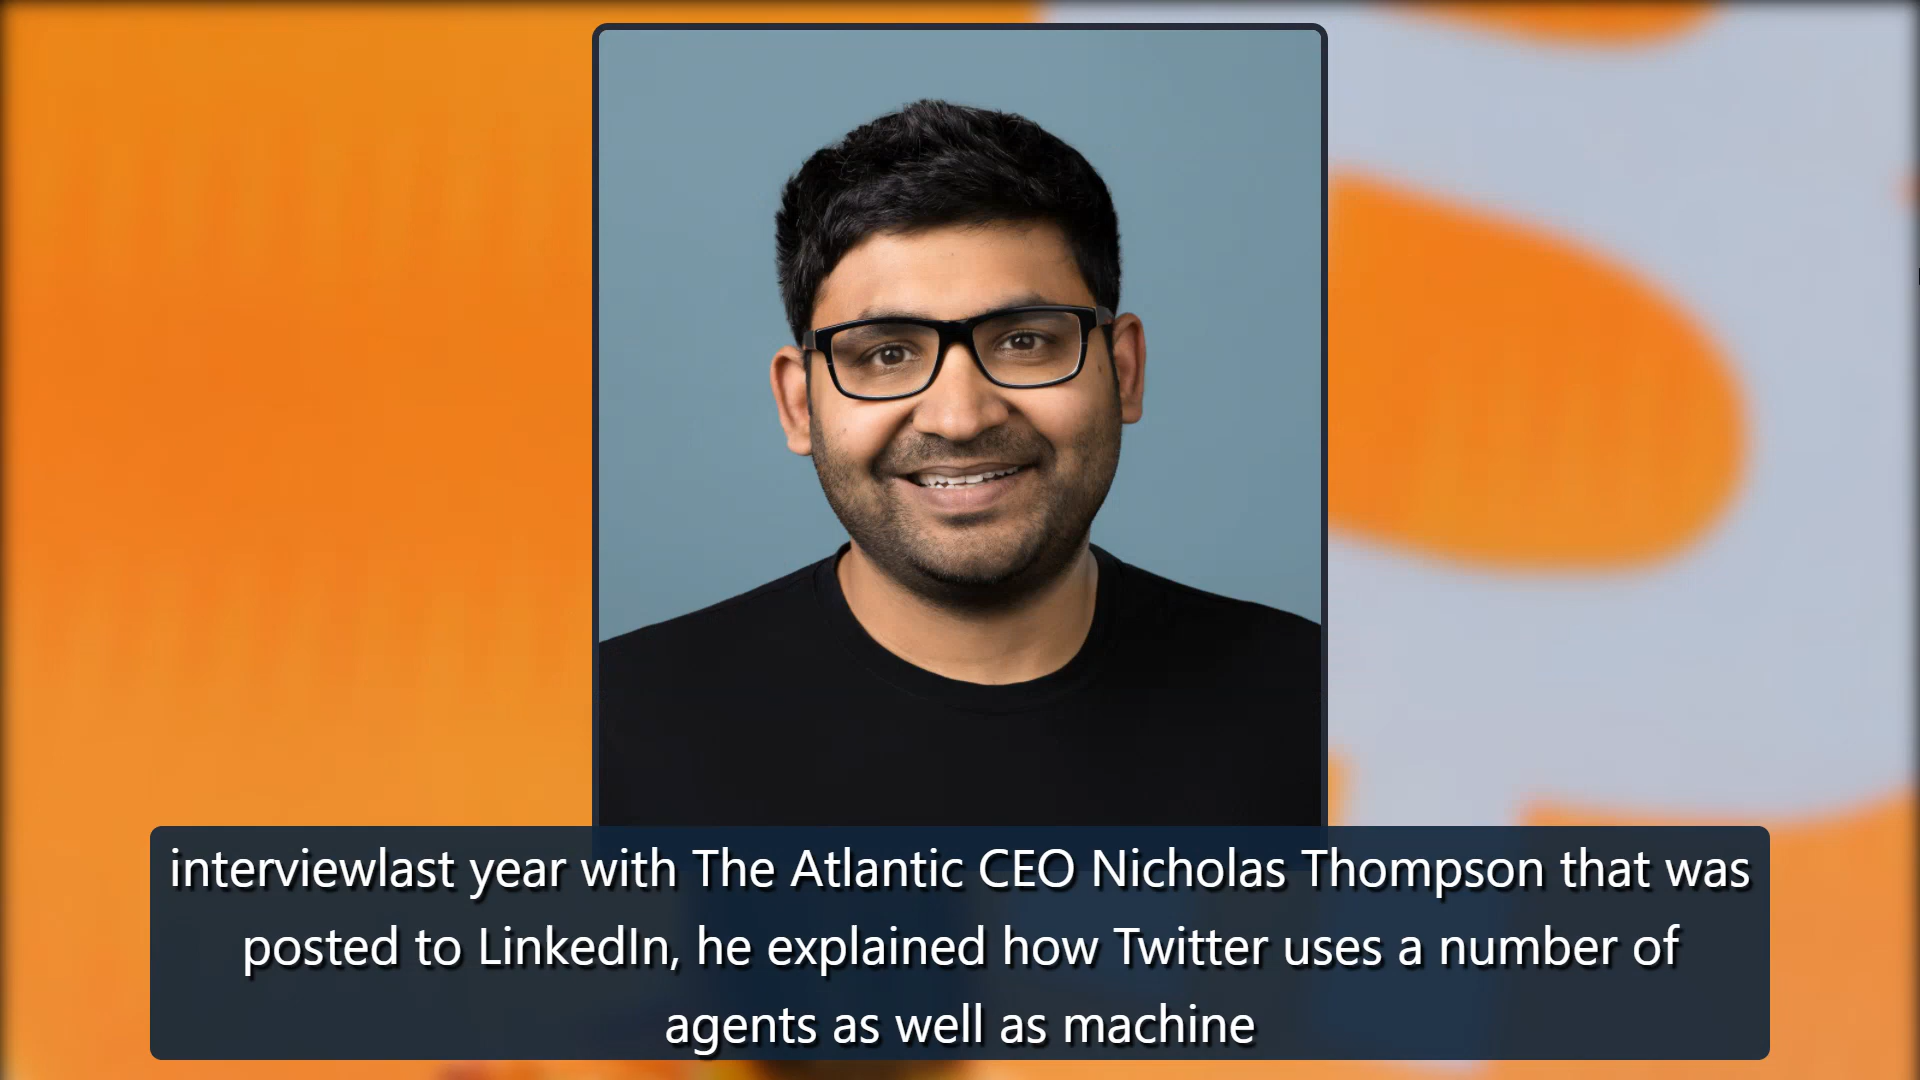 interviewlast year with The Atlantic CEO Nicholas Thompson that was
posted to LinkedIn, he explained how Twitter uses a number of
agents as well as machine